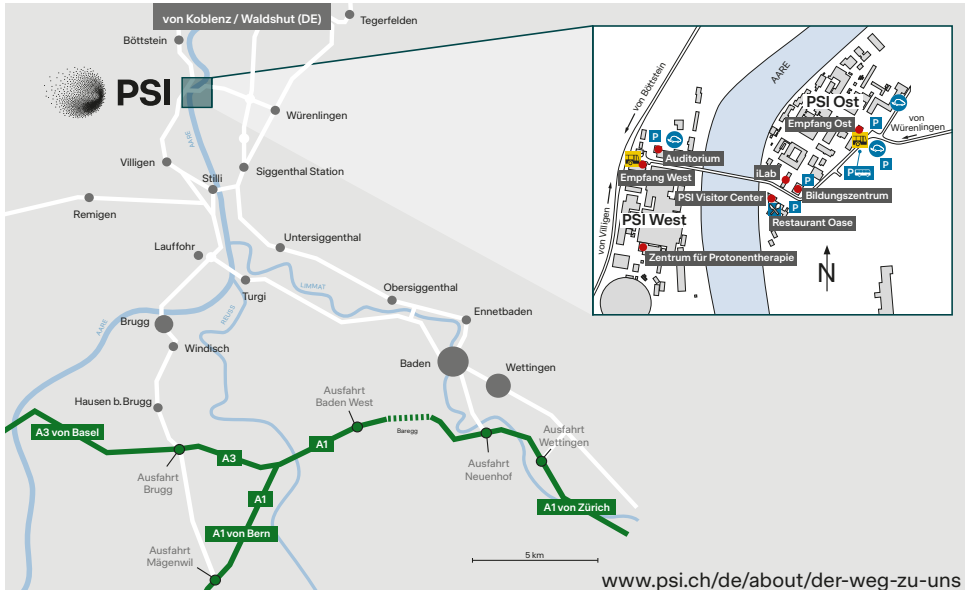 von Koblenz / Waldshut (DE)
Tegerfelden
Böttstein
PSI
Würenlingen
AARE
Villigen
Siggenthal Station
Stilli
Remigen
Untersiggenthal
Lauffohr
LIMMAT
Obersiggenthal
Turgi
Ennetbaden
REUSS
AARE
Brugg
Windisch
Baden
Wettingen
Hausen b. Brugg
Ausfahrt
Baden West
A3 von Basel
A1
Baregg
Ausfahrt
Wettingen
A3
Ausfahrt
Brugg
Ausfahrt
Neuenhof
A1
A1 von Zürich
A1 von Bern
Ausfahrt
Mägenwil
5 km
von Böttstein
AARE
PSI Ost
Empfang Ost
P
von
Würenlingen
P
Auditorium
P
P
Empfang West
iLab
P
Bildungszentrum
PSI Visitor Center
P
Restaurant Oase
PSI West
von Villigen
Zentrum für Protonentherapie
N
www.psi.ch/de/about/der-weg-zu-uns